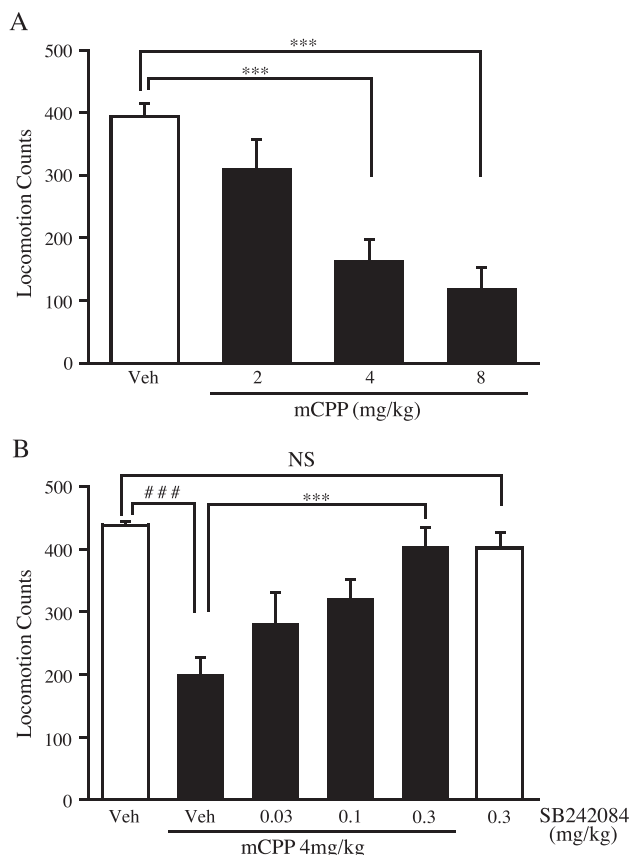 A
500
***
***
400
300
200
100
0
Locomotion Counts
Veh 2 4 8
mCPP (mg/kg)
B
NS
500
# # #
***
400
300
200
100
0
Locomotion Counts
Veh Veh 0.03 0.1 0.3 0.3 SB242084
mCPP 4mg/kg (mg/kg)